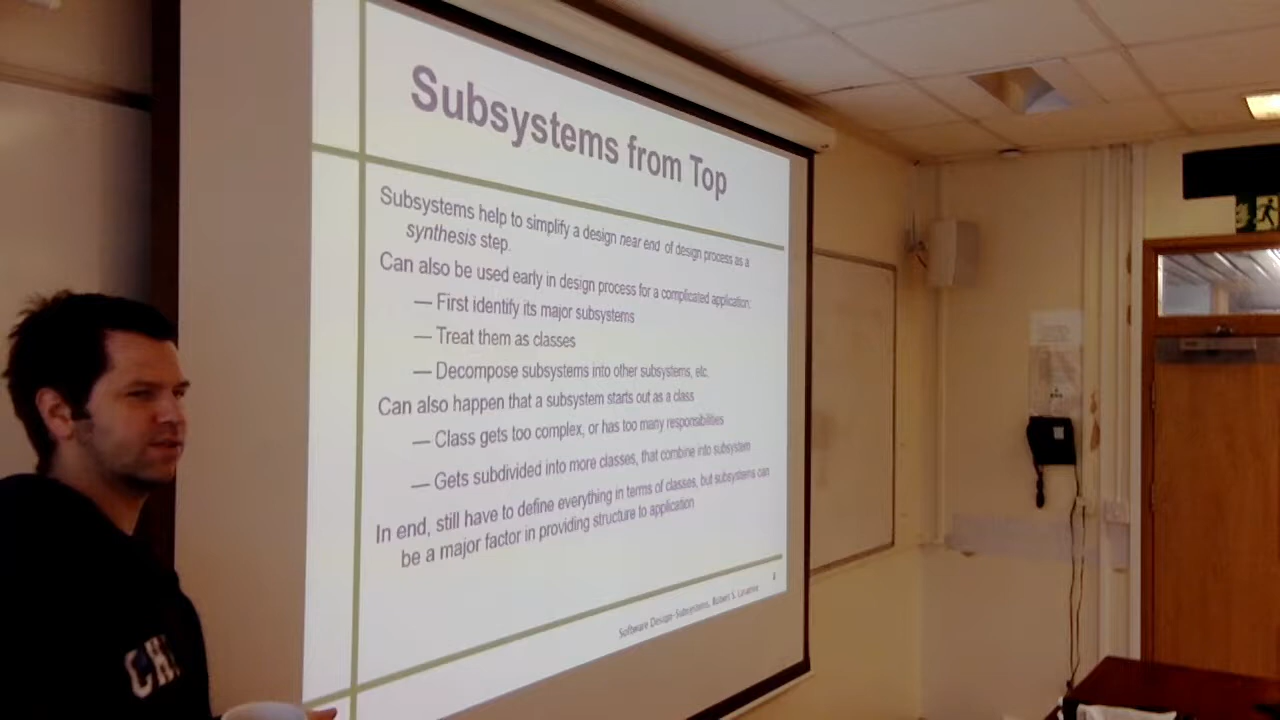 Subsystems from Top
Subsystems help to simplify a design near end of design process as a
synthesis step.
Can also be used early in design process for a complicated application:
— First identify its major subsystems
— Treat them as classes
— Decompose subsystems into other subsystems, etc.
Can also happen that a subsystem starts out as a class
— Class gets too complex, or has too many responsibilities
— Gets subdivided into more classes, that combine into subsystem
In end, still have to define everything in terms of classes, but subsystems can
be a major factor in providing structure to application
Software Design-Subsystems, Robert S.